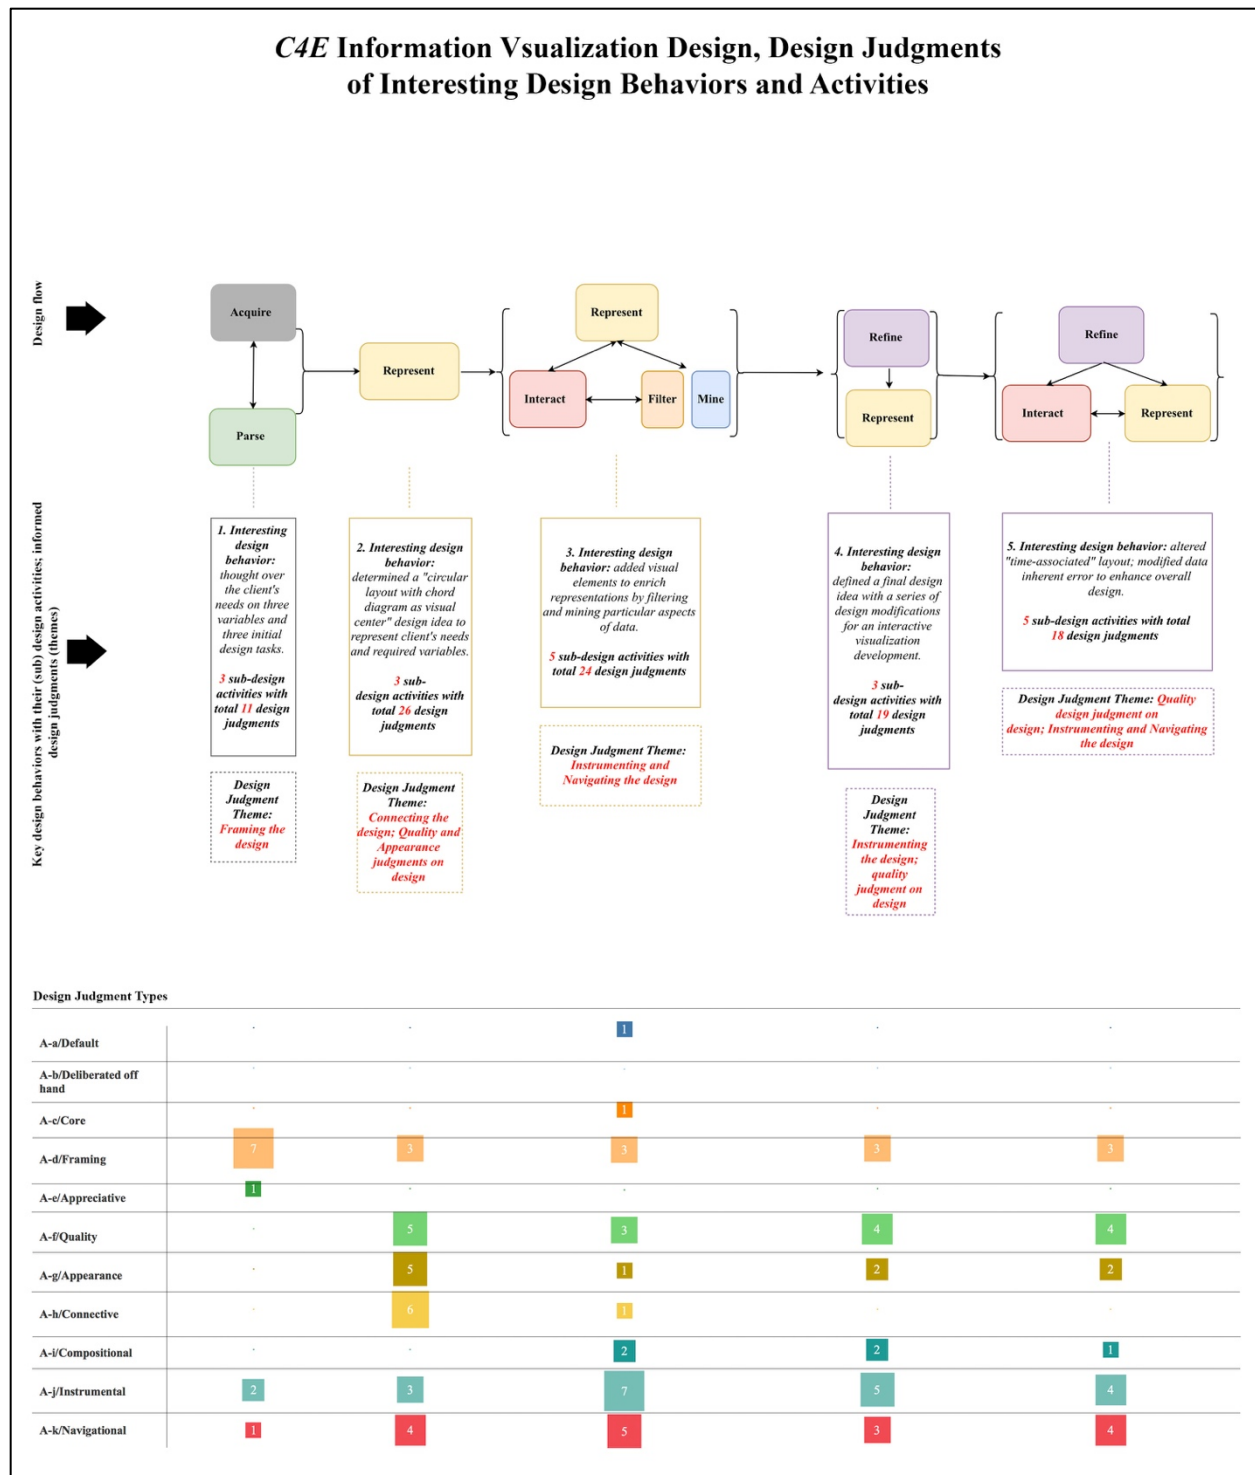 C4E Information Vsualization Design, Design Judgments
of Interesting Design Behaviors and Activities
Design flow
Acquire
Parse
Represent
Represent
Interact
Filter
Mine
Refine
Represent
Refine
Interact
Represent
Key design behaviors with their (sub) design activities; informed
design judgments (themes)
1. Interesting
design
behavior:
thought over
the client's
needs on three
variables and
three initial
design tasks.
3 sub-design
activities with
total 11 design
judgments
Design
Judgment
Theme:
Framing the
design
2. Interesting design
behavior:
determined a "circular
layout with chord
diagram as visual
center" design idea to
represent client's needs
and required variables.
3 sub-
design activities with
total 26 design
judgments
Design Judgment
Theme:
Connecting the
design; Quality and
Appearance
judgments on
design
3. Interesting design
behavior: added visual
elements to enrich
representations by filtering
and mining particular
aspects of data.
5 sub-design activities with
total 24 design judgments
Design Judgment Theme:
Instrumenting and
Navigating the design
4. Interesting design
behavior:
defined a final design
idea with a series of
design modifications
for an interactive
visualization
development.
3 sub-
design activities with
total 19 design
judgments
Design
Judgment
Theme:
Instrumenting
the design;
quality
judgment on
design
5. Interesting design behavior: altered
"time-associated" layout; modified data
inherent error to enhance overall
design.
5 sub-design activities with total
18 design judgments
Design Judgment Theme: Quality
design judgment on
design; Instrumenting and Navigating
the design
Design Judgment Types
A-a/Default 1
A-b/Deliberated off
hand
A-c/Core 1
A-d/Framing 7 3 3 3 3
A-e/Appreciative 1
A-f/Quality 5 3 4 4
A-g/Appearance 5 1 2 2
A-h/Connective 6 1
A-i/Compositional 2 2 1
A-j/Instrumental 2 3 7 5 4
A-k/Navigational 1 4 5 3 4